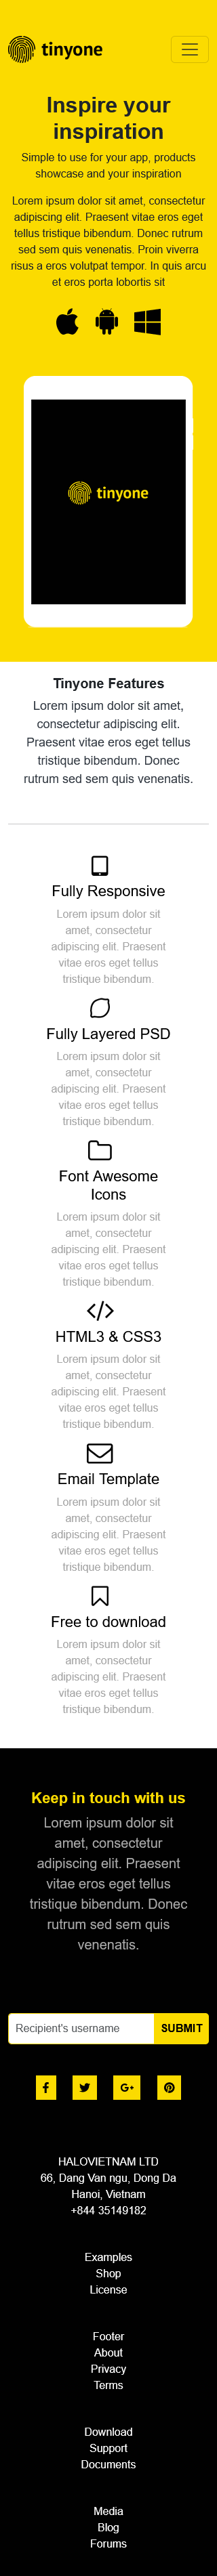 tinyone
Inspire your
inspiration
Simple to use for your app, products
showcase and your inspiration
Lorem ipsum dolor sit amet, consectetur
adipiscing elit. Praesent vitae eros eget
tellus tristique bibendum. Donec rutrum
sed sem quis venenatis. Proin viverra
risus a eros volutpat tempor. In quis arcu
et eros porta lobortis sit
tinyone
Tinyone Features
Lorem ipsum dolor sit amet,
consectetur adipiscing elit.
Praesent vitae eros eget tellus
tristique bibendum. Donec
rutrum sed sem quis venenatis.
Fully Responsive
Lorem ipsum dolor sit
amet, consectetur
adipiscing elit. Praesent
vitae eros eget tellus
tristique bibendum.
Fully Layered PSD
Lorem ipsum dolor sit
amet, consectetur
adipiscing elit. Praesent
vitae eros eget tellus
tristique bibendum.
Font Awesome
Icons
Lorem ipsum dolor sit
amet, consectetur
adipiscing elit. Praesent
vitae eros eget tellus
tristique bibendum.
HTML3 & CSS3
Lorem ipsum dolor sit
amet, consectetur
adipiscing elit. Praesent
vitae eros eget tellus
tristique bibendum.
Email Template
Lorem ipsum dolor sit
amet, consectetur
adipiscing elit. Praesent
vitae eros eget tellus
tristique bibendum.
Free to download
Lorem ipsum dolor sit
amet, consectetur
adipiscing elit. Praesent
vitae eros eget tellus
tristique bibendum.
Keep in touch with us
Lorem ipsum dolor sit
amet, consectetur
adipiscing elit. Praesent
vitae eros eget tellus
tristique bibendum. Donec
rutrum sed sem quis
venenatis.
Recipient's username SUBMIT
HALOVIETNAM LTD
66, Dang Van ngu, Dong Da
Hanoi, Vietnam
+844 35149182
Examples
Shop
License
Footer
About
Privacy
Terms
Download
Support
Documents
Media
Blog
Forums